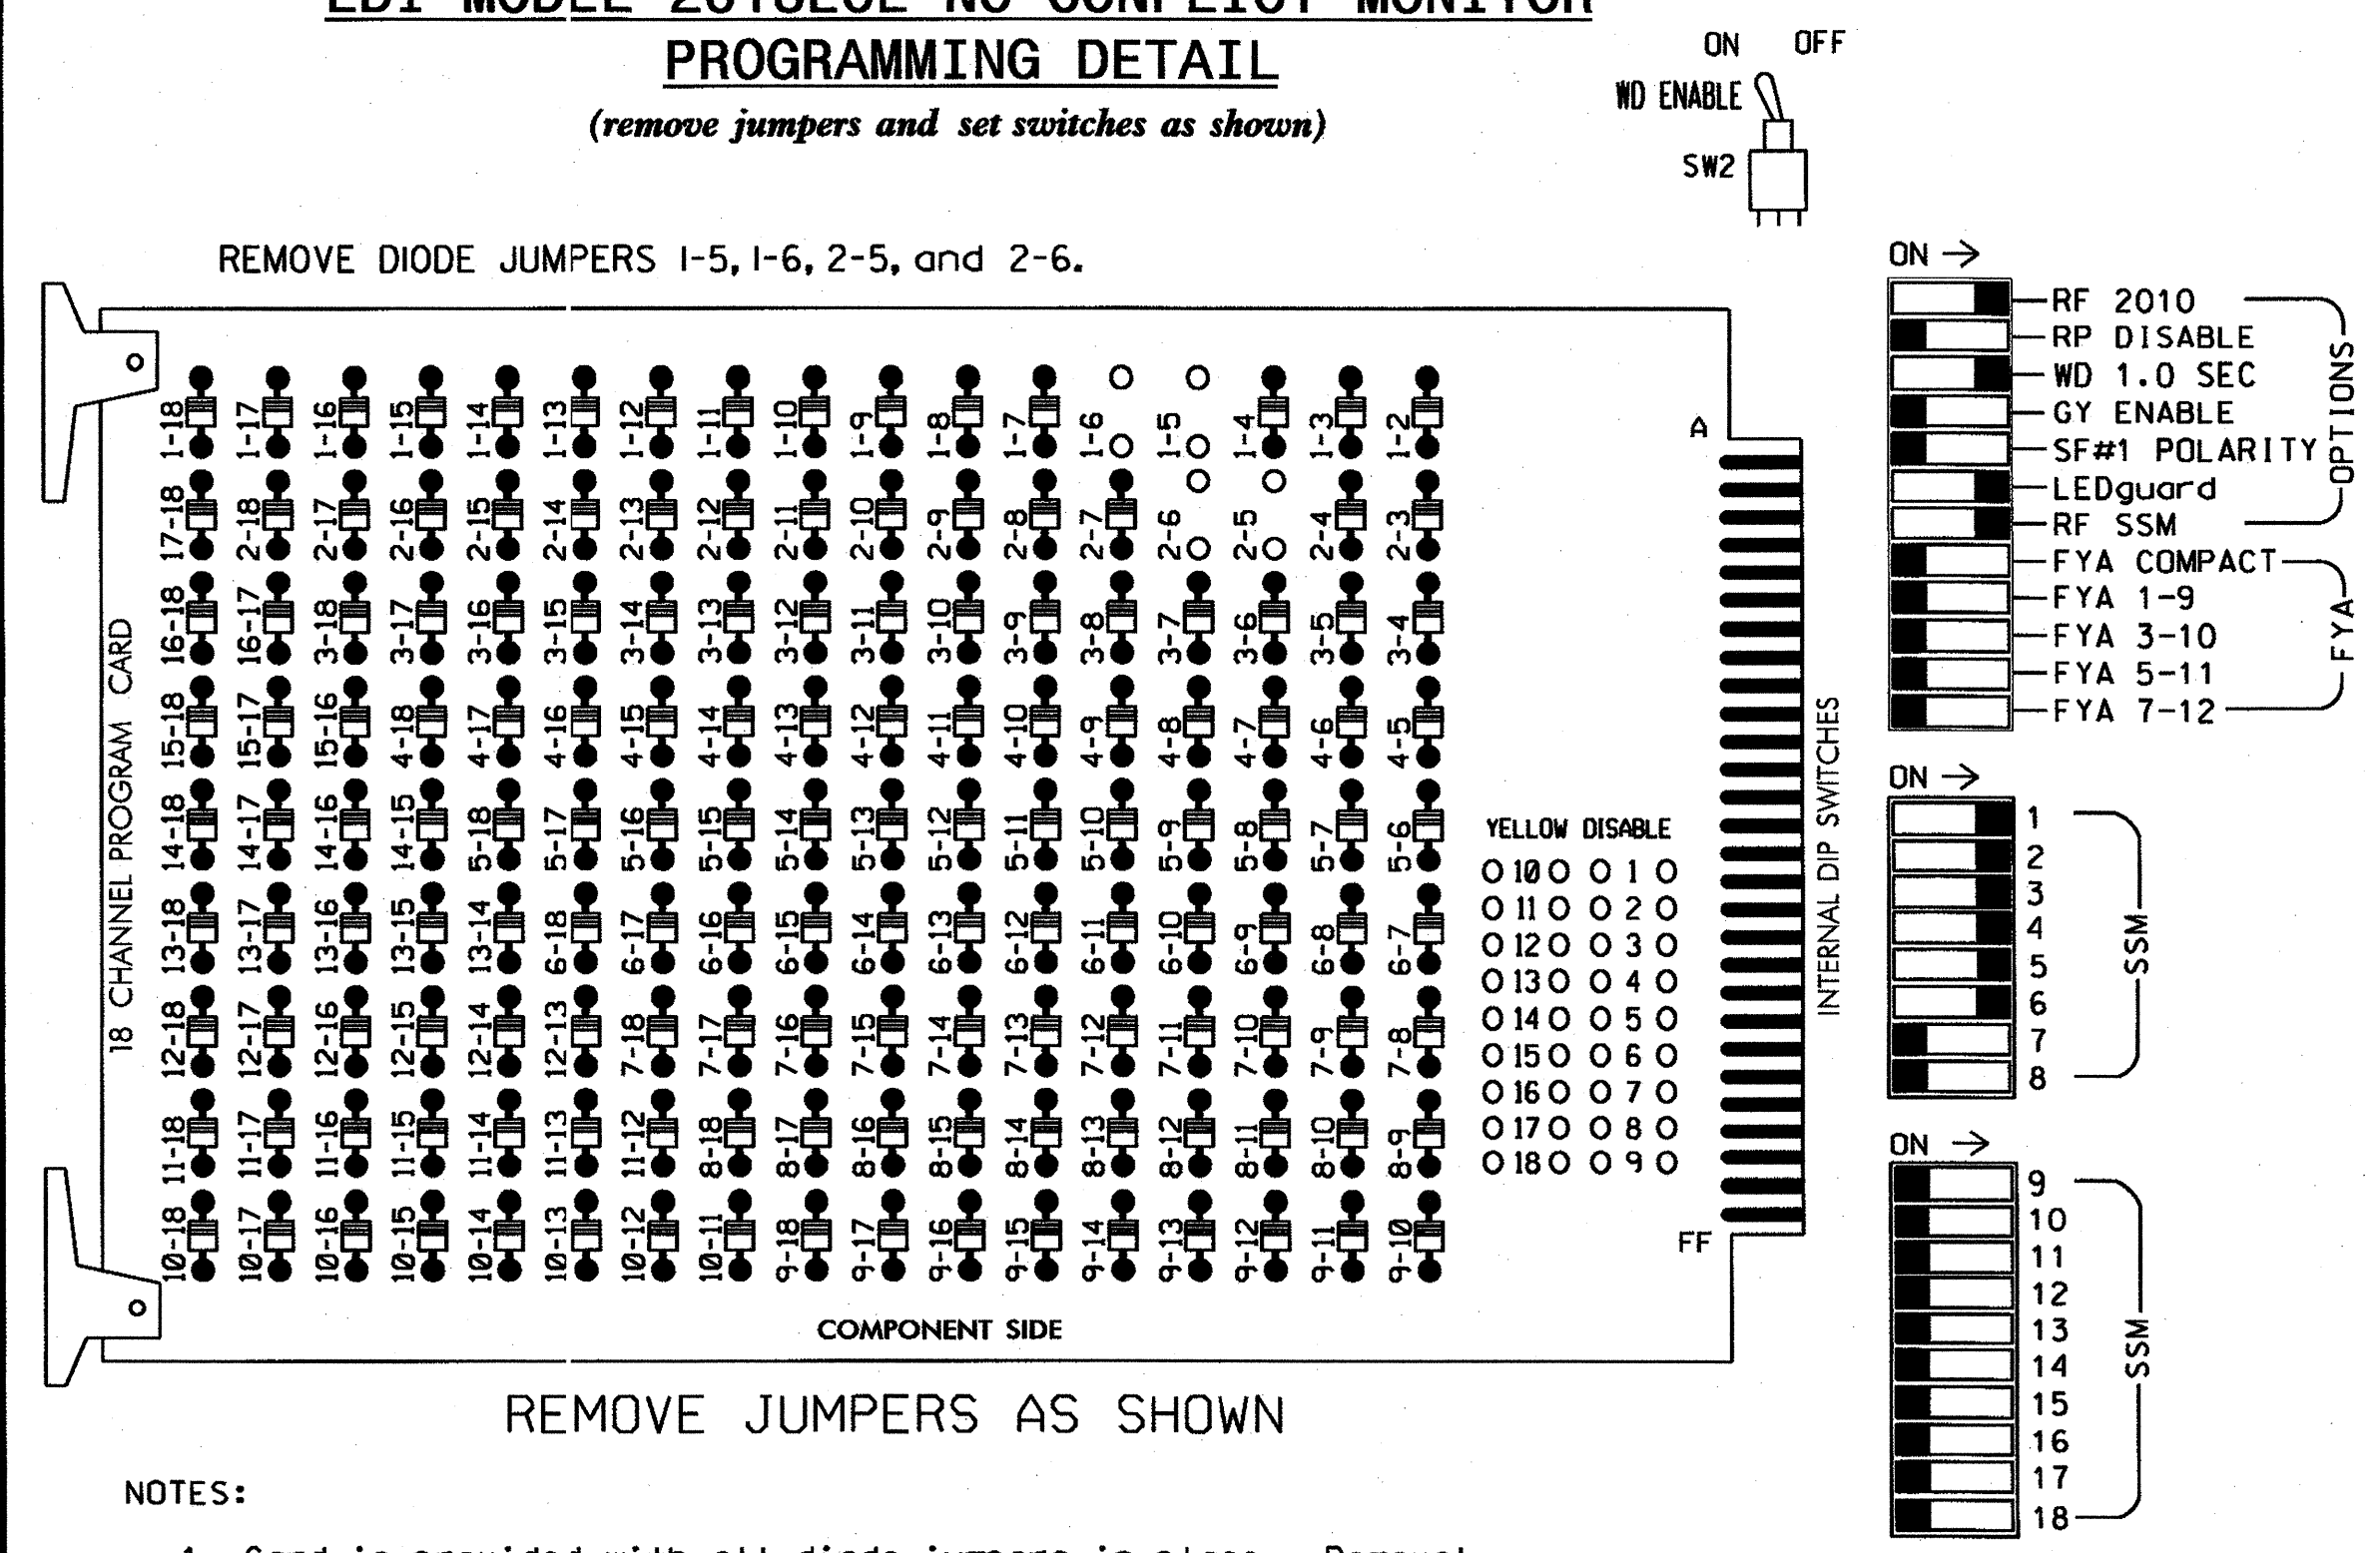 PROGRAMMING DETAIL
(remove jumpers and set switches as shown)
ON OFF
WD ENABLE
SW2
REMOVE DIODE JUMPERS 1-5, 1-6, 2-5, and 2-6.
18 CHANNEL PROGRAM CARD
1-18 1-17 1-16 1-15 1-14 1-13 1-12 1-11 1-10 1-9 1-8 1-7 1-6 1-5 1-4 1-3 1-2
17-18 2-18 2-17 2-16 2-15 2-14 2-13 2-12 2-11 2-10 2-9 2-8 2-7 2-6 2-5 2-4 2-3
16-18 16-17 3-18 3-17 3-16 3-15 3-14 3-13 3-12 3-11 3-10 3-9 3-8 3-7 3-6 3-5 3-4
15-18 15-17 15-16 4-18 4-17 4-16 4-15 4-14 4-13 4-12 4-11 4-10 4-9 4-8 4-7 4-6 4-5
14-18 14-17 14-16 14-15 5-18 5-17 5-16 5-15 5-14 5-13 5-12 5-11 5-10 5-9 5-8 5-7 5-6
13-18 13-17 13-16 13-15 13-14 6-18 6-17 6-16 6-15 6-14 6-13 6-12 6-11 6-10 6-9 6-8 6-7
12-18 12-17 12-16 12-15 12-14 12-13 7-18 7-17 7-16 7-15 7-14 7-13 7-12 7-11 7-10 7-9 7-8
11-18 11-17 11-16 11-15 11-14 11-13 11-12 8-18 8-17 8-16 8-15 8-14 8-13 8-12 8-11 8-10 8-9
10-18 10-17 10-16 10-15 10-14 10-13 10-12 10-11 9-18 9-17 9-16 9-15 9-14 9-13 9-12 9-11 9-10
YELLOW DISABLE
10 1
11 2
12 3
13 4
14 5
15 6
16 7
17 8
18 9
A
FF
COMPONENT SIDE
INTERNAL DIP SWITCHES
ON →
RF 2010
RP DISABLE
WD 1.0 SEC
GY ENABLE
SF#1 POLARITY
LEDguard
RF SSM
OPTIONS
FYA COMPACT
FYA 1-9
FYA 3-10
FYA 5-11
FYA 7-12
FYA
ON →
1
2
3
4
5
6
7
8
SSM
ON →
9
10
11
12
13
14
15
16
17
18
SSM
REMOVE JUMPERS AS SHOWN
NOTES: